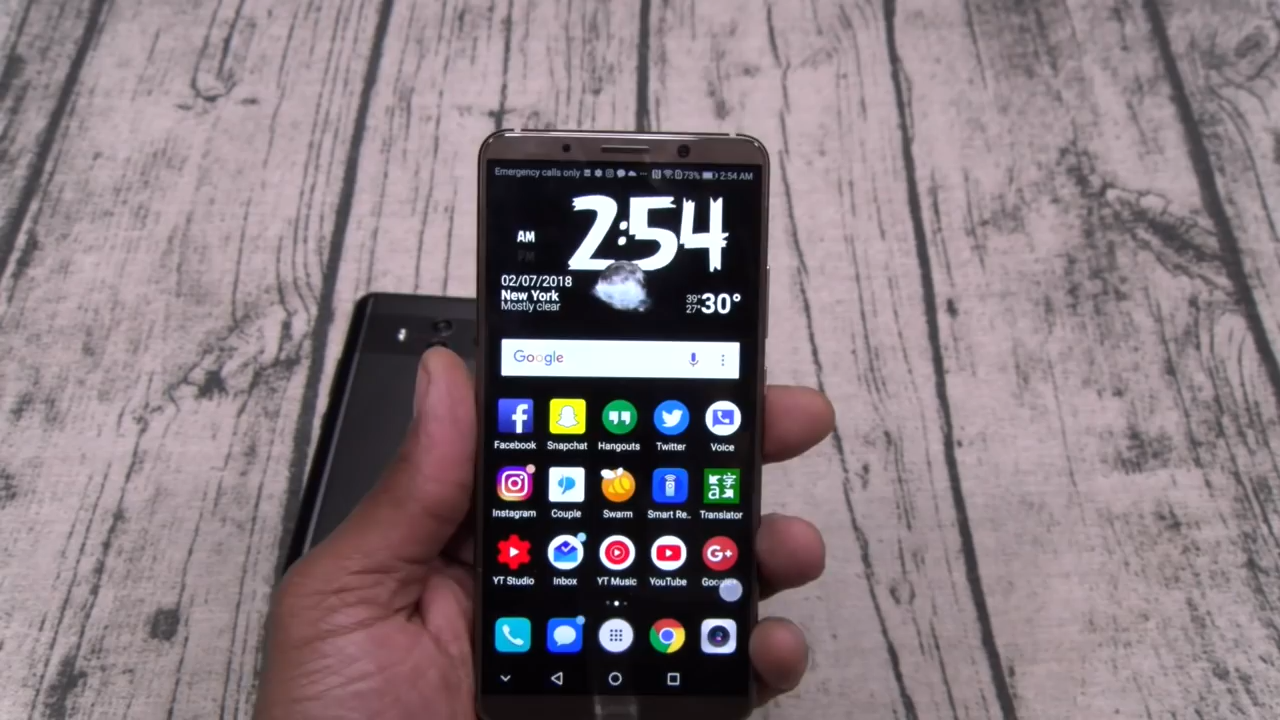 Emergency calls only 73% 2:54 AM
2:54
AM
PM
02/07/2018
New York
Mostly clear
39°
27°
30°
Google
Facebook Snapchat Hangouts Twitter Voice
Instagram Couple Swarm Smart Re.. Translator
YT Studio Inbox YT Music YouTube Google+